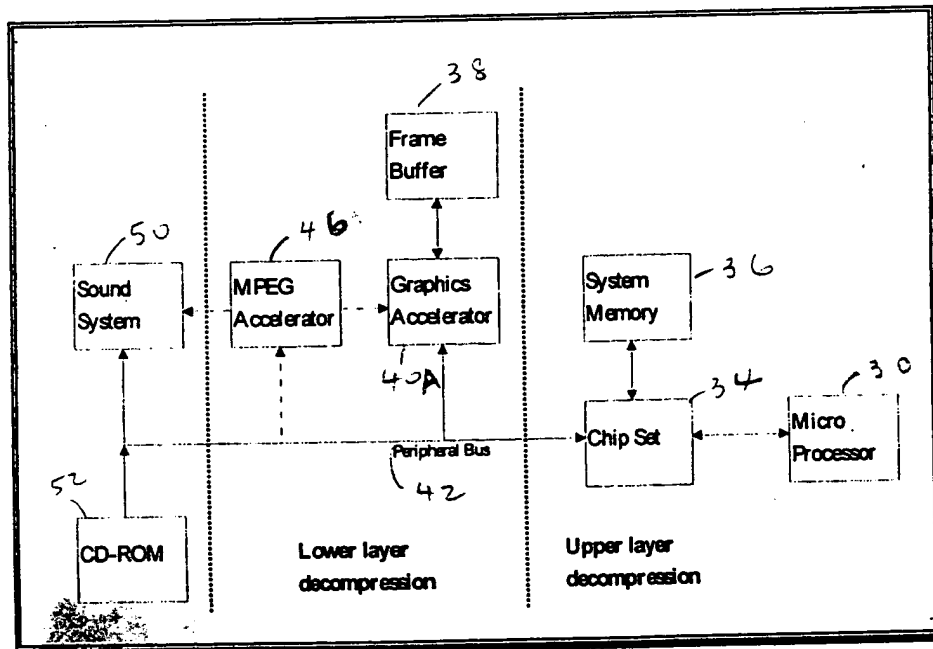 38
Frame
Buffer
50
Sound
System
46
MPEG
Accelerator
Graphics
Accelerator
40A
System
Memory
36
34
Chip Set
30
Micro
Processor
Peripheral Bus
42
52
CD-ROM
Lower layer
decompression
Upper layer
decompression